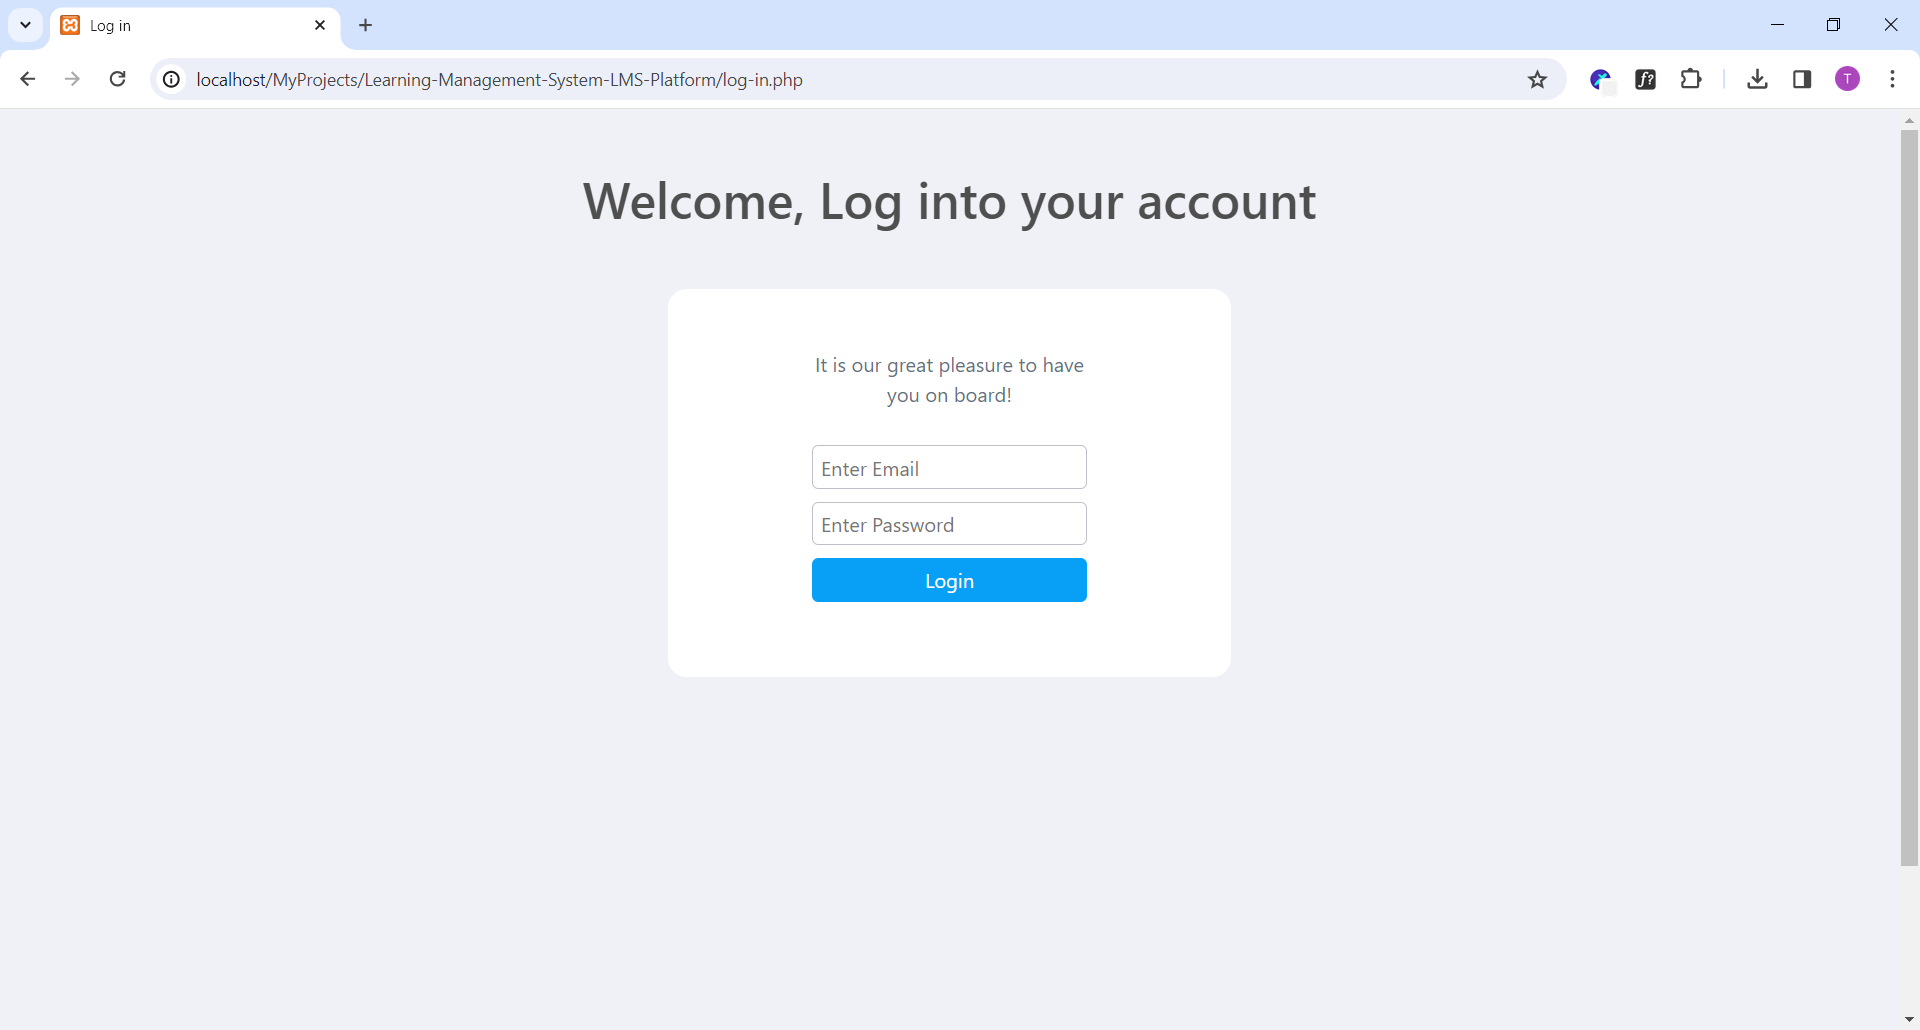 Log in
localhost/MyProjects/Learning-Management-System-LMS-Platform/log-in.php
f?
T
Welcome, Log into your account
It is our great pleasure to have
you on board!
Enter Email
Enter Password
Login